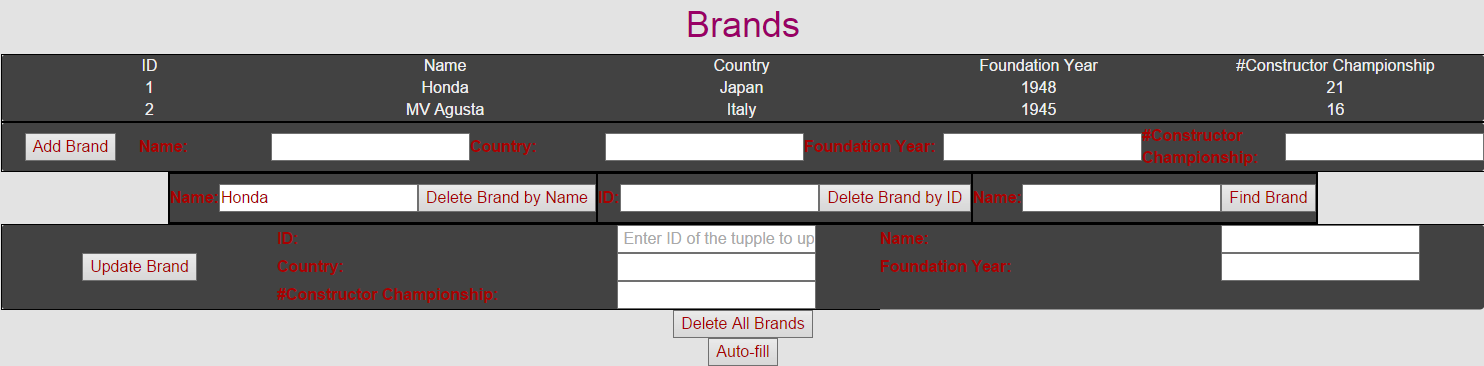 Brands
ID Name Country Foundation Year #Constructor Championship
1 Honda Japan 1948 21
2 MV Agusta Italy 1945 16
Add Brand Name: Country: Foundation Year: #Constructor Championship:
Name: Honda Delete Brand by Name ID: Delete Brand by ID Name: Find Brand
ID: Enter ID of the tupple to up Name:
Update Brand Country: Foundation Year:
#Constructor Championship:
Delete All Brands
Auto-fill